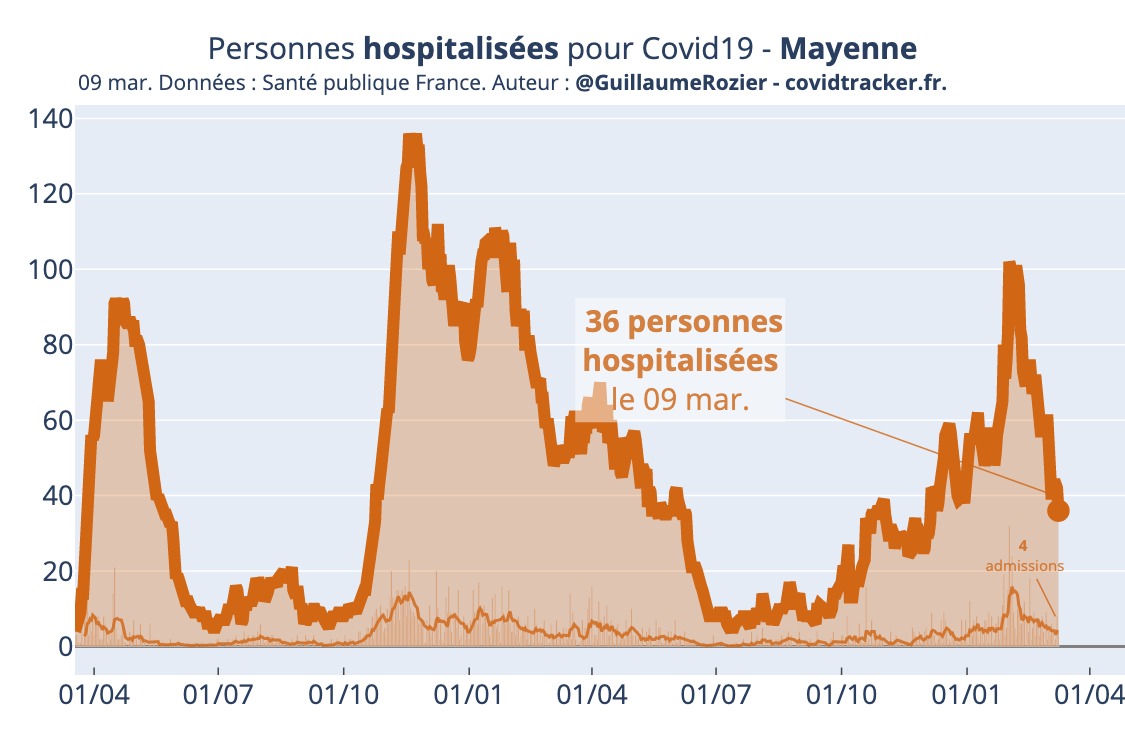 Personnes hospitalisées pour Covid19 - Mayenne
09 mar. Données : Santé publique France. Auteur : @GuillaumeRozier - covidtracker.fr.
140
120
100
80
60
40
20
0
36 personnes
hospitalisées
le 09 mar.
4
admissions
01/04 01/07 01/10 01/01 01/04 01/07 01/10 01/01 01/04